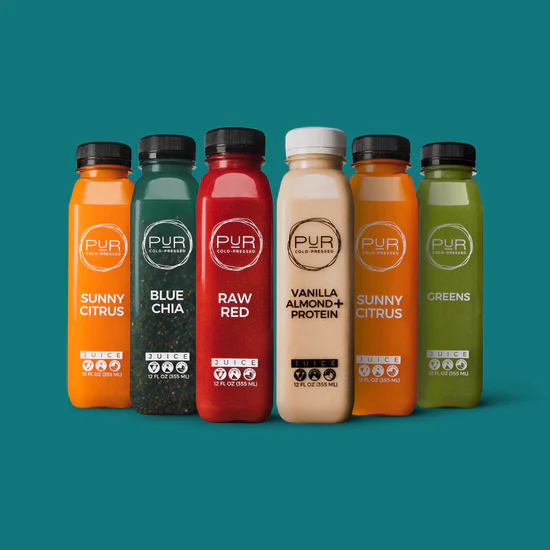 PUR
COLD-PRESSED
SUNNY
CITRUS
JUICE
12 FL OZ (355 ML)
PUR
COLD-PRESSED
BLUE
CHIA
JUICE
12 FL OZ (355 ML)
PUR
COLD-PRESSED
RAW
RED
JUICE
12 FL OZ (355 ML)
PUR
COLD-PRESSED
VANILLA
ALMOND+
PROTEIN
JUICE
12 FL OZ (355 ML)
PUR
COLD-PRESSED
SUNNY
CITRUS
JUICE
12 FL OZ (355 ML)
PUR
COLD-PRESSED
GREENS
JUICE
12 FL OZ (355 ML)